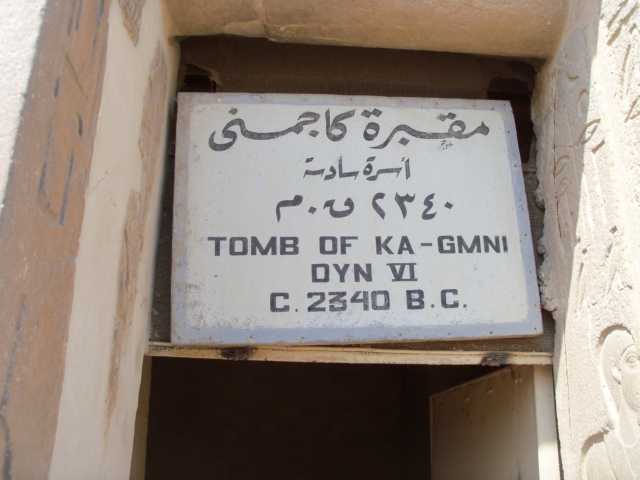 مقبرة كاجمنى
أسرة سادسة
٢٣٤٠ ق.م.
TOMB OF KA-GMNI
DYN VI
C. 2340 B.C.